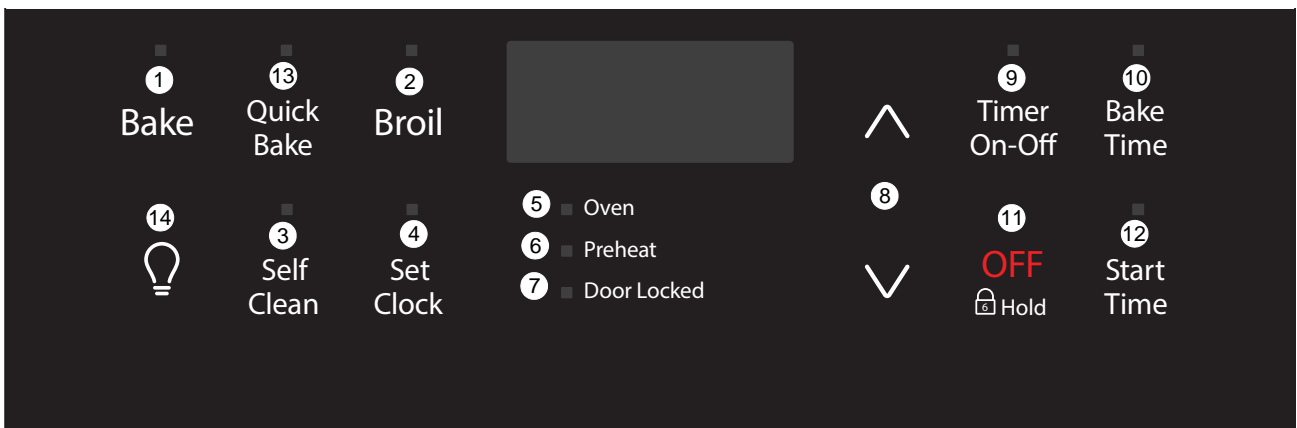 1
Bake
13
Quick
Bake
2
Broil
9
Timer
On-Off
10
Bake
Time
14
3
Self
Clean
4
Set
Clock
5 Oven
6 Preheat
7 Door Locked
8
11
OFF
6 Hold
12
Start
Time